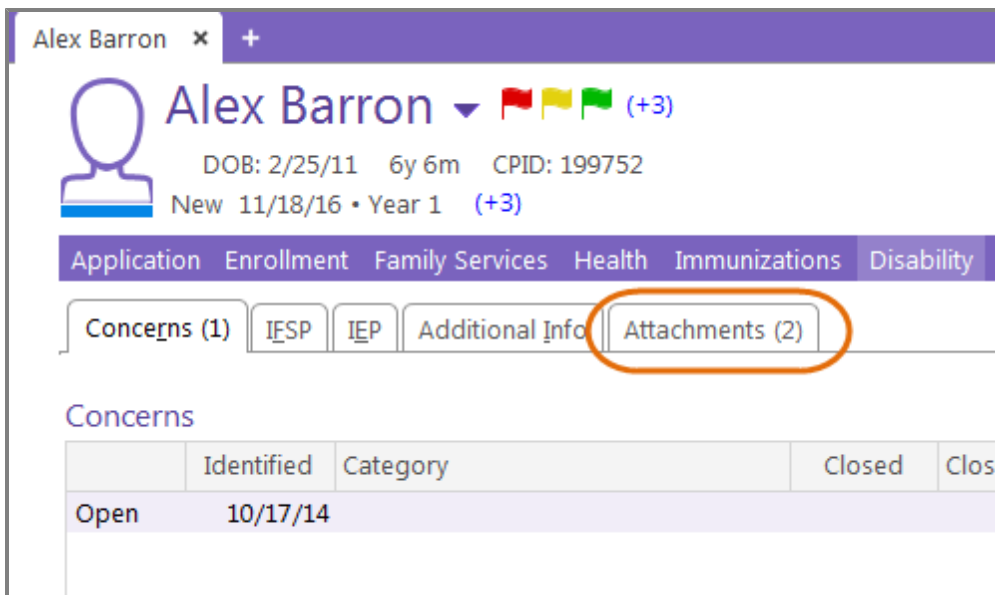 Alex Barron × +
Alex Barron (+3)
DOB: 2/25/11 6y 6m CPID: 199752
New 11/18/16 • Year 1 (+3)
Application Enrollment Family Services Health Immunizations Disability
Concerns (1) IFSP IEP Additional Info Attachments (2)
Concerns
Identified Category Closed Clos
Open 10/17/14